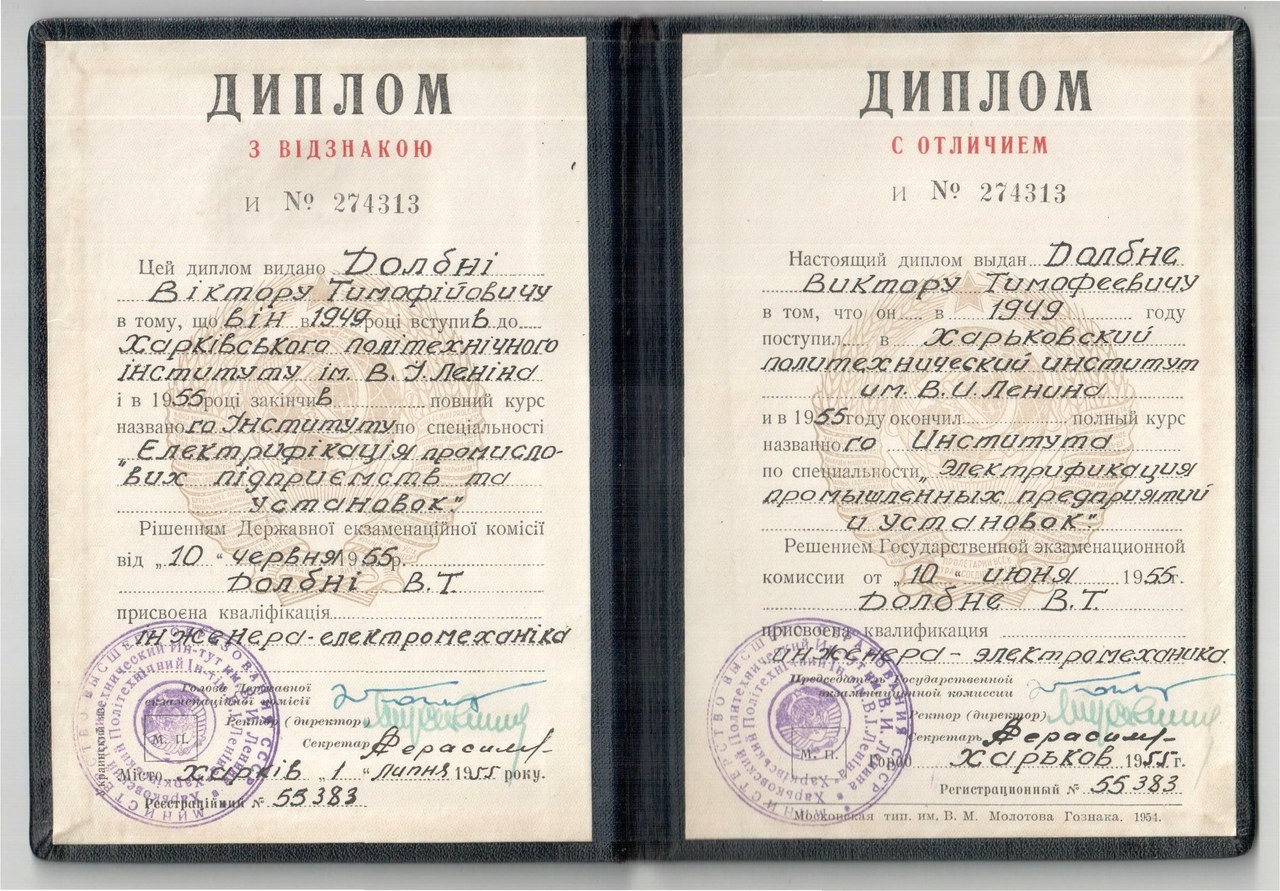 ДИПЛОМ
З ВІДЗНАКОЮ
И № 274313
Цей диплом видано Долбні
Віктору Тимофійовичу
в тому, що він в 1949 році вступив до
Харківського політехнічного
інституту ім. В.І. Леніна
і в 1955 році закінчив повний курс
названого Інституту по спеціальності
„Електрифікація промисло-
вих підприємств та
установок".
Рішенням Державної екзаменаційної комісії
від „10 " червня 1955 р.
Долбні В.Т.
присвоєна кваліфікація
інженера-електромеханіка
Голова Державної
екзаменаційної комісії
Ректор (директор)
Секретар
М. П.
Місто Харків „1 " липня 1955 року.
Реєстраційний № 55383
ДИПЛОМ
С ОТЛИЧИЕМ
И № 274313
Настоящий диплом выдан Долбне
Виктору Тимофеевичу
в том, что он в 1949 году
поступил в Харьковский
политехнический институт
им. В.И. Ленина
и в 1955 году окончил полный курс
названного Института
по специальности „Электрификация
промышленных предприятий
и установок".
Решением Государственной экзаменационной
комиссии от „10 " июня 1955 г.
Долбне В.Т.
присвоена квалификация
инженера-электромеханика
Председатель Государственной
экзаменационной комиссии
Ректор (директор)
Секретарь
М. П.
Город Харьков 1955 г.
Регистрационный № 55383
Московская тип. им. В. М. Молотова Гознака. 1954.